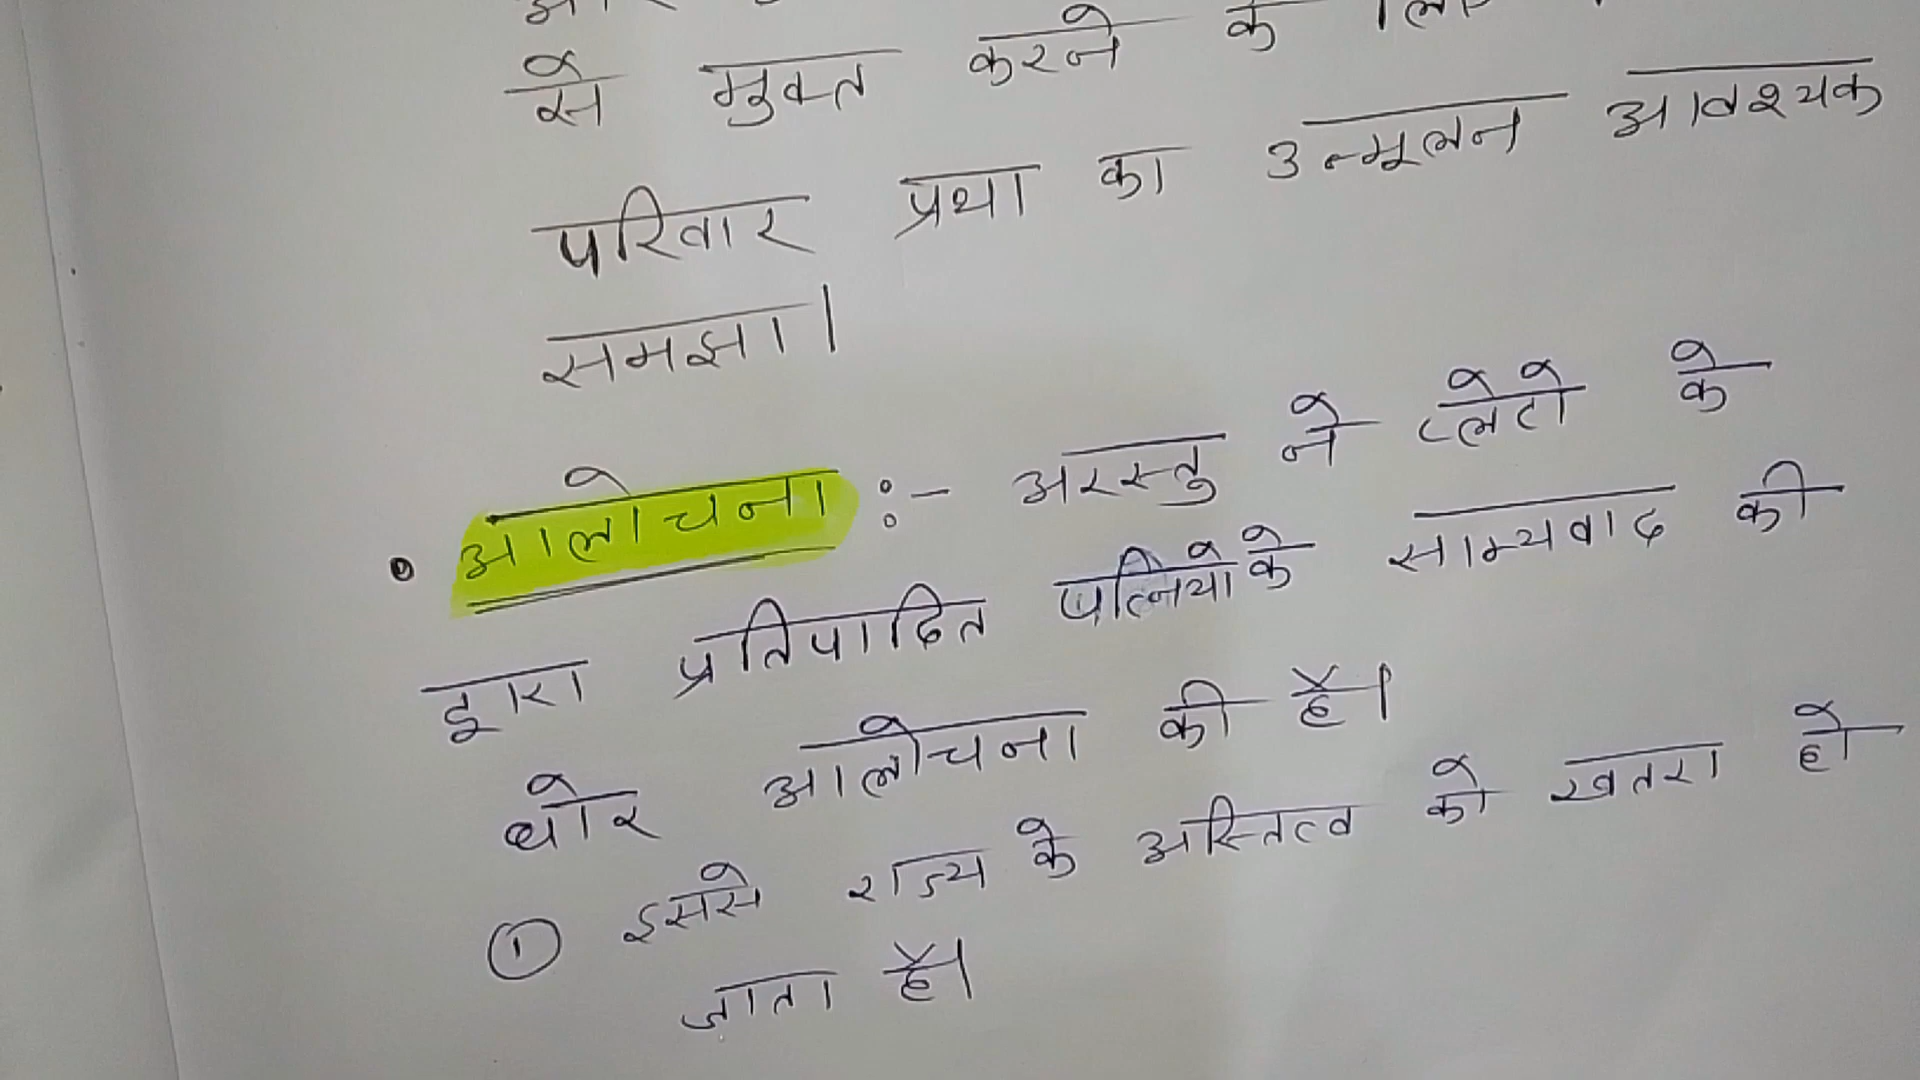 से मुक्त करने के लिए
परिवार प्रथा का उन्मूलन आवश्यक
समझा।
• आलोचना :- अरस्तु ने प्लेटो के
द्वारा प्रतिपादित पत्नियो के साम्यवाद की
घोर आलोचना की है।
① इससे राज्य के अस्तित्व को खतरा हो
जाता है।